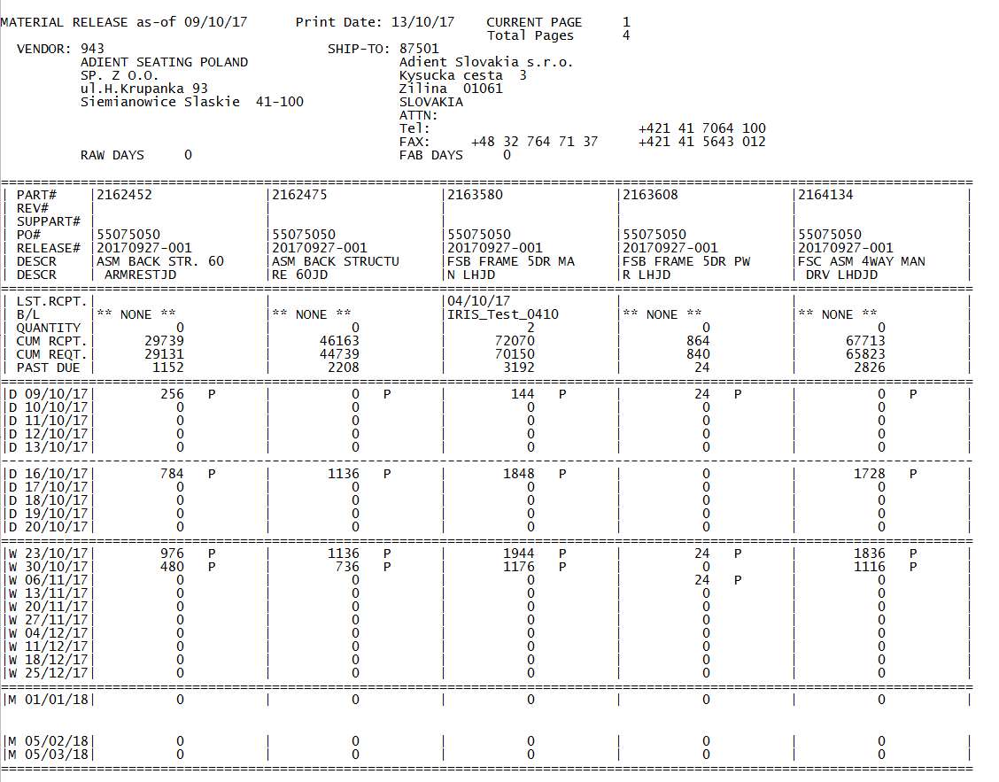 MATERIAL RELEASE as-of 09/10/17      Print Date: 13/10/17    CURRENT PAGE     1
                                                             Total Pages      4
  VENDOR: 943                            SHIP-TO: 87501
          ADIENT SEATING POLAND                   Adient Slovakia s.r.o.
          SP. Z O.O.                              Kysucka cesta  3
          ul.H.Krupanka 93                        Zilina  01061
          Siemianowice Slaskie  41-100            SLOVAKIA
                                                  ATTN:
                                                  Tel:                          +421 41 7064 100
                                                  FAX:     +48 32 764 71 37     +421 41 5643 012
          RAW DAYS     0                          FAB DAYS     0
==========================================================================================================================
| PART#    |2162452              |2162475              |2163580              |2163608              |2164134              |
| REV#     |                     |                     |                     |                     |                     |
| SUPPART# |                     |                     |                     |                     |                     |
| PO#      |55075050             |55075050             |55075050             |55075050             |55075050             |
| RELEASE# |20170927-001         |20170927-001         |20170927-001         |20170927-001         |20170927-001         |
| DESCR    |ASM BACK STR. 60     |ASM BACK STRUCTU     |FSB FRAME 5DR MA     |FSB FRAME 5DR PW     |FSC ASM 4WAY MAN     |
| DESCR    | ARMRESTJD           |RE 60JD              |N LHJD               |R LHJD               | DRV LHDJD           |
==========================================================================================================================
| LST.RCPT.|                     |                     |04/10/17             |                     |                     |
| B/L      |** NONE **           |** NONE **           |IRIS_Test_0410       |** NONE **           |** NONE **           |
| QUANTITY |          0          |          0          |          2          |          0          |          0          |
| CUM RCPT.|      29739          |      46163          |      72070          |        864          |      67713          |
| CUM REQT.|      29131          |      44739          |      70150          |        840          |      65823          |
| PAST DUE |       1152          |       2208          |       3192          |         24          |       2826          |
==========================================================================================================================
|D 09/10/17|        256   P      |          0   P      |        144   P      |         24   P      |          0   P      |
|D 10/10/17|          0          |          0          |          0          |          0          |          0          |
|D 11/10/17|          0          |          0          |          0          |          0          |          0          |
|D 12/10/17|          0          |          0          |          0          |          0          |          0          |
|D 13/10/17|          0          |          0          |          0          |          0          |          0          |
--------------------------------------------------------------------------------------------------------------------------
|D 16/10/17|        784   P      |       1136   P      |       1848   P      |          0          |       1728   P      |
|D 17/10/17|          0          |          0          |          0          |          0          |          0          |
|D 18/10/17|          0          |          0          |          0          |          0          |          0          |
|D 19/10/17|          0          |          0          |          0          |          0          |          0          |
|D 20/10/17|          0          |          0          |          0          |          0          |          0          |
==========================================================================================================================
|W 23/10/17|        976   P      |       1136   P      |       1944   P      |         24   P      |       1836   P      |
|W 30/10/17|        480   P      |        736   P      |       1176   P      |          0          |       1116   P      |
|W 06/11/17|          0          |          0          |          0          |         24   P      |          0          |
|W 13/11/17|          0          |          0          |          0          |          0          |          0          |
|W 20/11/17|          0          |          0          |          0          |          0          |          0          |
|W 27/11/17|          0          |          0          |          0          |          0          |          0          |
|W 04/12/17|          0          |          0          |          0          |          0          |          0          |
|W 11/12/17|          0          |          0          |          0          |          0          |          0          |
|W 18/12/17|          0          |          0          |          0          |          0          |          0          |
|W 25/12/17|          0          |          0          |          0          |          0          |          0          |
==========================================================================================================================
|M 01/01/18|          0          |          0          |          0          |          0          |          0          |
|M 05/02/18|          0          |          0          |          0          |          0          |          0          |
|M 05/03/18|          0          |          0          |          0          |          0          |          0          |
==========================================================================================================================